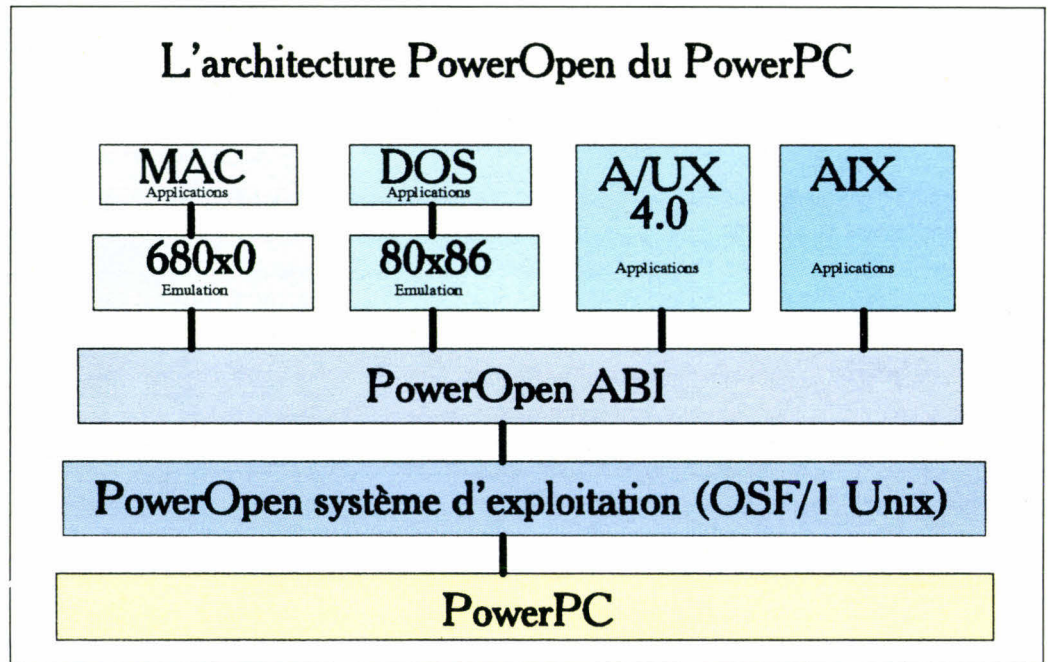 L'architecture PowerOpen du PowerPC
MAC
Applications
DOS
Applications
A/UX
4.0
Applications
AIX
Applications
680x0
Emulation
80x86
Emulation
PowerOpen ABI
PowerOpen système d'exploitation (OSF/1 Unix)
PowerPC